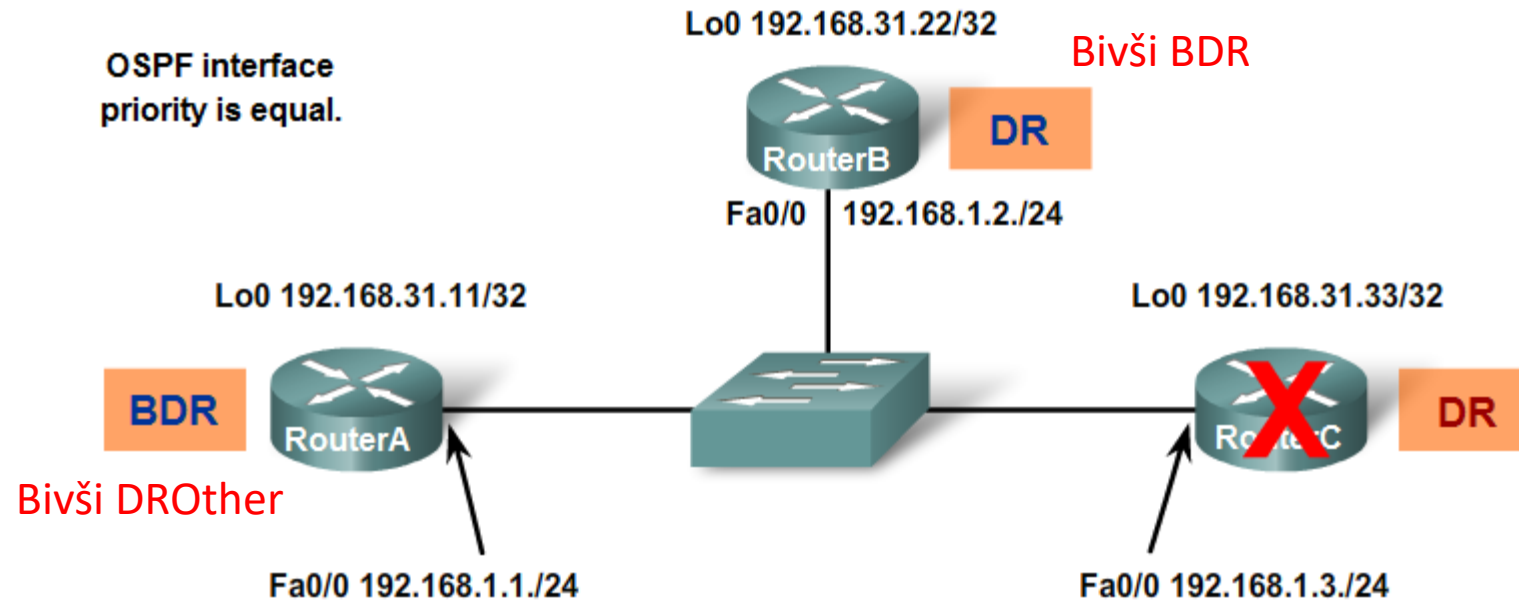 Lo0 192.168.31.22/32
Bivši BDR
OSPF interface
priority is equal.
DR
RouterB
Fa0/0 192.168.1.2./24
Lo0 192.168.31.11/32
Lo0 192.168.31.33/32
BDR
RouterA
RouterC
DR
Bivši DROther
Fa0/0 192.168.1.1./24
Fa0/0 192.168.1.3./24